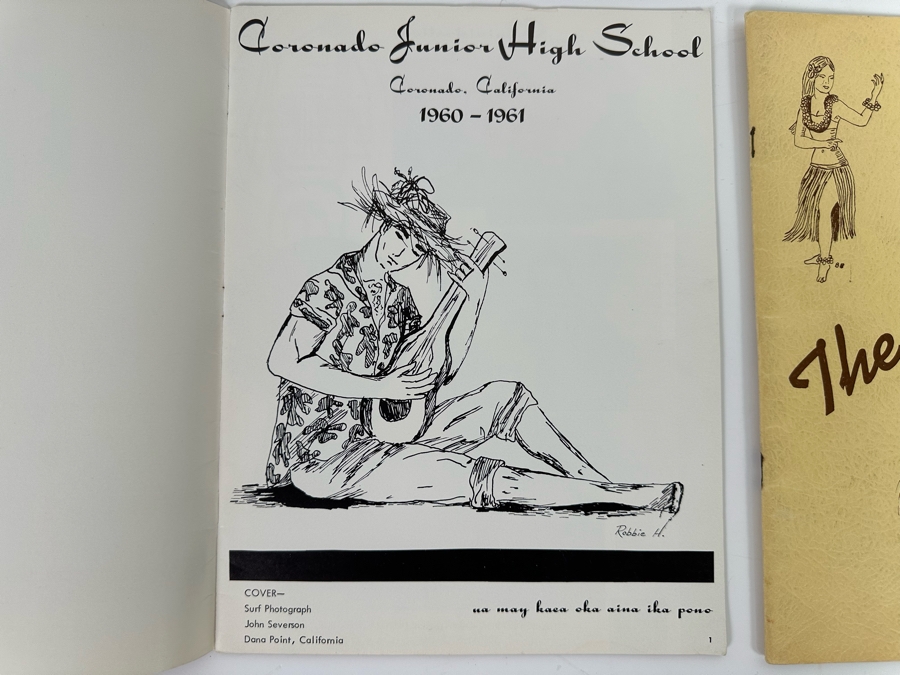 Coronado Junior High School
Coronado, California
1960 – 1961
Robbie H.
COVER—
Surf Photograph
John Severson
Dana Point, California
ua may kaea oka aina ika pono
1
The